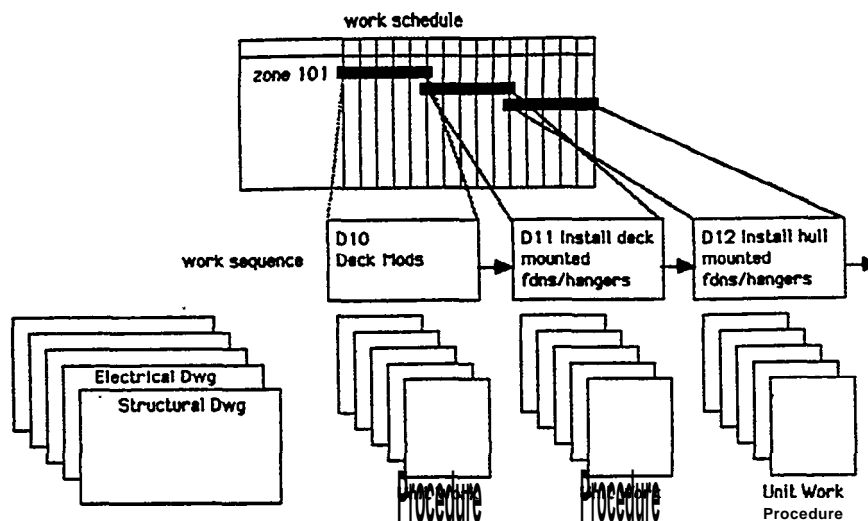 work schedule
zone 101
D10
Deck Mods
D11 Install deck
mounted
fdns/hangers
D12 Install hull
mounted
fdns/hangers
work sequence
Electrical Dwg
Structural Dwg
Procedure
Procedure
Unit Work
Procedure